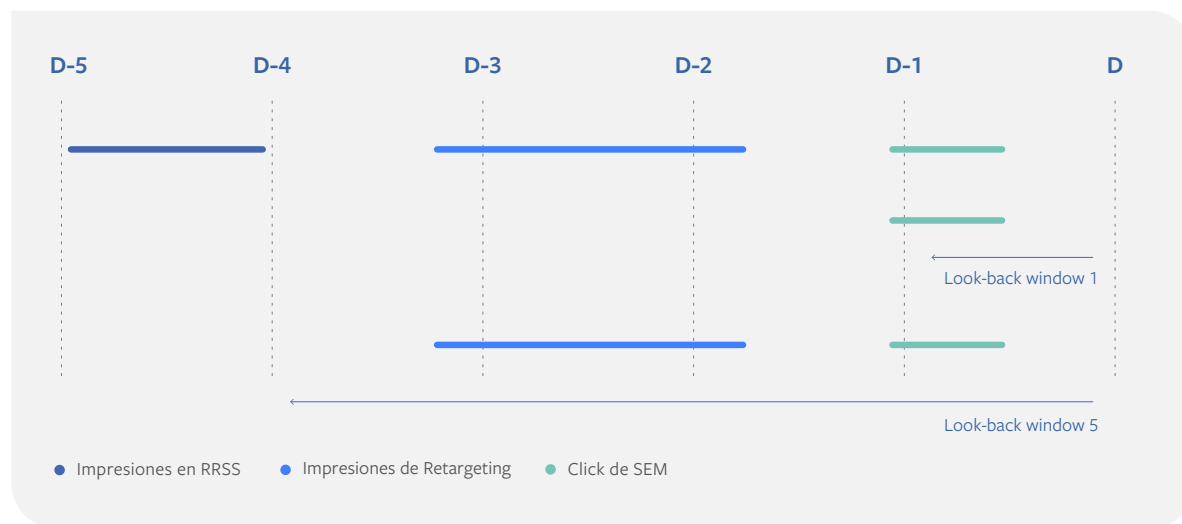 D-5 D-4 D-3 D-2 D-1 D
Look-back window 1
Look-back window 5
Impresiones en RRSS Impresiones de Retargeting Click de SEM